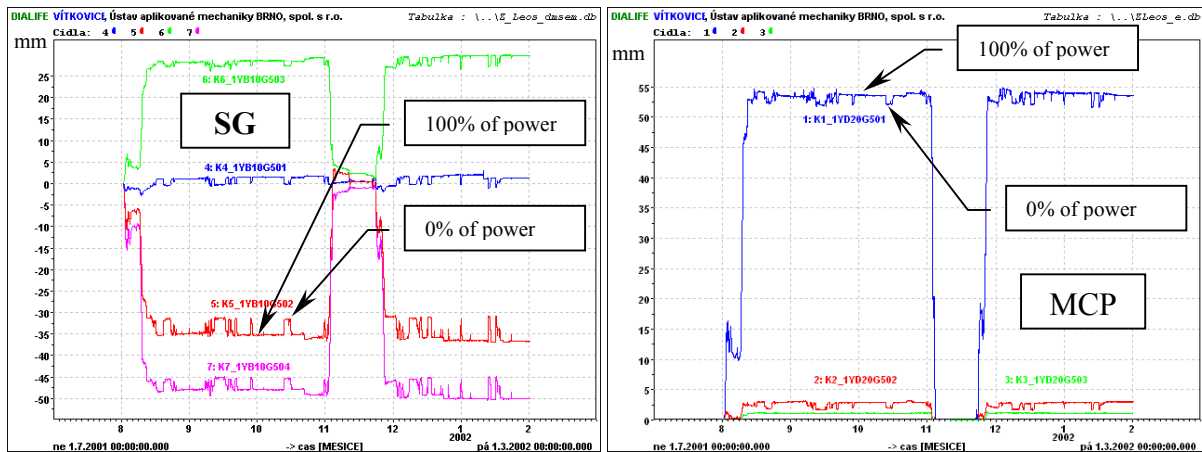 DIALIFE VÍTKOVICE, Ústav aplikované mechaniky BRNO, spol. s r.o. Tabulka : \..\Z_Leos_dmsem.db
Cidla: 4 5 6 7
mm
25
20
15
10
5
0
-5
-10
-15
-20
-25
-30
-35
-40
-45
-50
6: K6_1YB10G503
SG
100% of power
4: K4_1YB10G501
0% of power
5: K5_1YB10G502
7: K7_1YB10G504
8 9 10 11 12 1 2
2002
ne 1.7.2001 00:00:00.000 -> cas [MESICE] pá 1.3.2002 00:00:00.000
DIALIFE VÍTKOVICE, Ústav aplikované mechaniky BRNO, spol. s r.o. Tabulka : \..\ZLeos_e.db
Cidla: 1 2 3
mm
55
50
45
40
35
30
25
20
15
10
5
0
100% of power
1: K1_1YD20G501
0% of power
MCP
2: K2_1YD20G502
3: K3_1YD20G503
8 9 10 11 12 1 2
2002
ne 1.7.2001 00:00:00.000 -> cas [MESICE] pá 1.3.2002 00:00:00.000